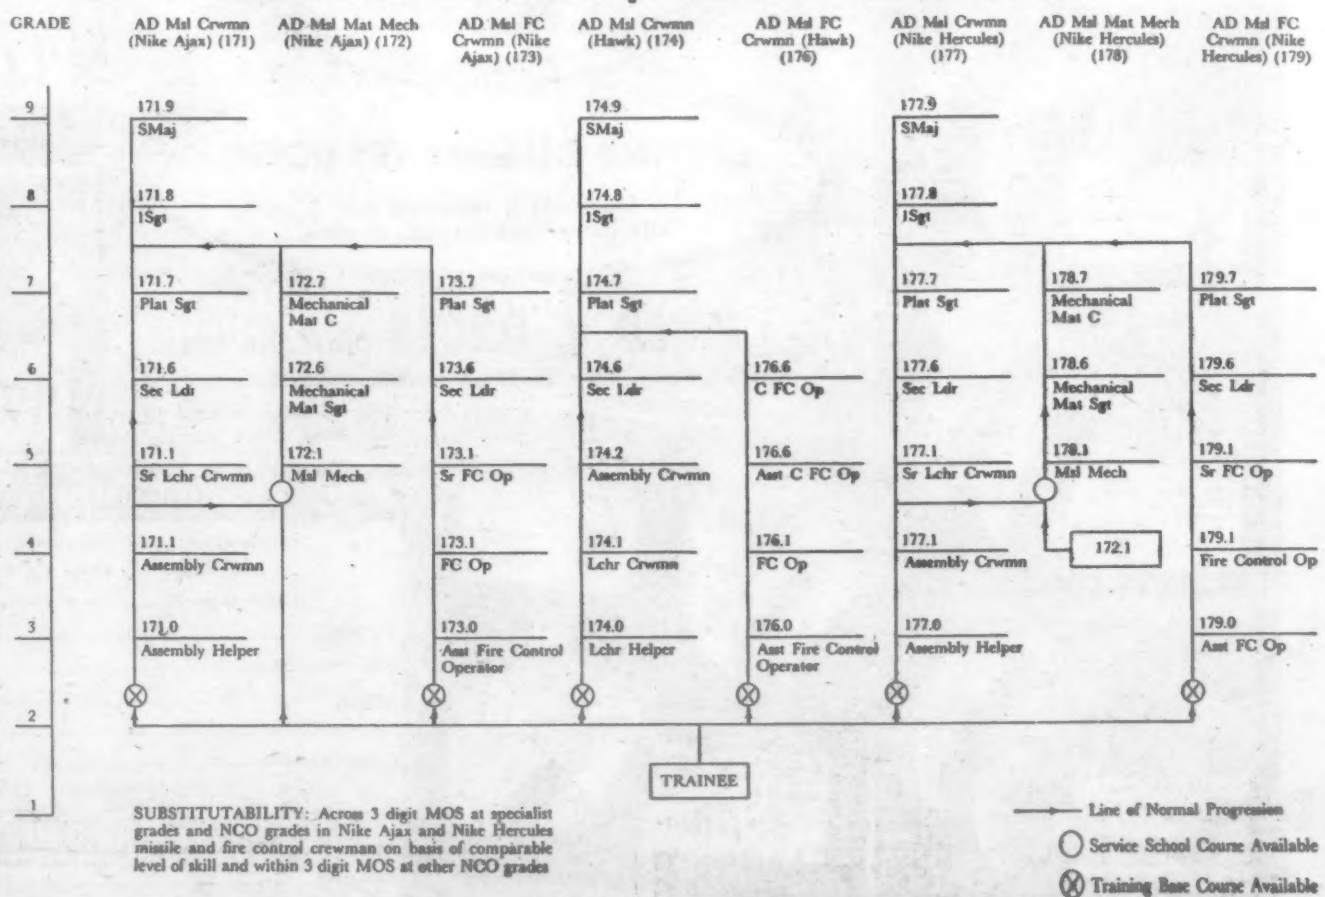 GRADE
AD Msl Crwmn
(Nike Ajax) (171)
AD Msl Mat Mech
(Nike Ajax) (172)
AD Msl FC
Crwmn (Nike
Ajax) (173)
AD Msl Crwmn
(Hawk) (174)
AD Msl FC
Crwmn (Hawk)
(176)
AD Msl Crwmn
(Nike Hercules)
(177)
AD Msl Mat Mech
(Nike Hercules)
(178)
AD Msl FC
Crwmn (Nike
Hercules) (179)
9
171.9
SMaj
174.9
SMaj
177.9
SMaj
8
171.8
1Sgt
174.8
1Sgt
177.8
1Sgt
7
171.7
Plat Sgt
172.7
Mechanical
Mat C
173.7
Plat Sgt
174.7
Plat Sgt
177.7
Plat Sgt
178.7
Mechanical
Mat C
179.7
Plat Sgt
6
171.6
Sec Ldr
172.6
Mechanical
Mat Sgt
173.6
Sec Ldr
174.6
Sec Ldr
176.6
C FC Op
177.6
Sec Ldr
178.6
Mechanical
Mat Sgt
179.6
Sec Ldr
5
171.1
Sr Lchr Crwmn
172.1
Msl Mech
173.1
Sr FC Op
174.2
Assembly Crwmn
176.6
Asst C FC Op
177.1
Sr Lchr Crwmn
178.1
Msl Mech
179.1
Sr FC Op
4
171.1
Assembly Crwmn
173.1
FC Op
174.1
Lchr Crwmn
176.1
FC Op
177.1
Assembly Crwmn
172.1
179.1
Fire Control Op
3
171.0
Assembly Helper
173.0
Asst Fire Control
Operator
174.0
Lchr Helper
176.0
Asst Fire Control
Operator
177.0
Assembly Helper
179.0
Asst FC Op
2
TRAINEE
1
SUBSTITUTABILITY: Across 3 digit MOS at specialist
grades and NCO grades in Nike Ajax and Nike Hercules
missile and fire control crewman on basis of comparable
level of skill and within 3 digit MOS at other NCO grades
Line of Normal Progression
Service School Course Available
Training Base Course Available